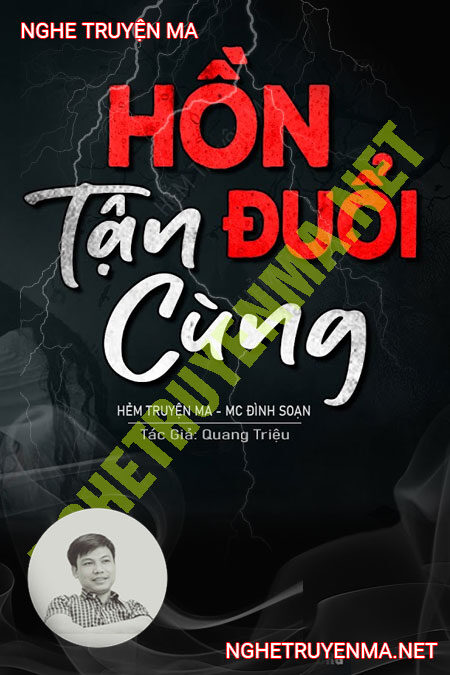 NGHE TRUYỆN MA
HỒN
Tận ĐUỔI
Cùng
NGHETRUYENMA.NET
HẺM TRUYỆN MA - MC ĐÌNH SOẠN
Tác Giả: Quang Triệu
NGHETRUYENMA.NET